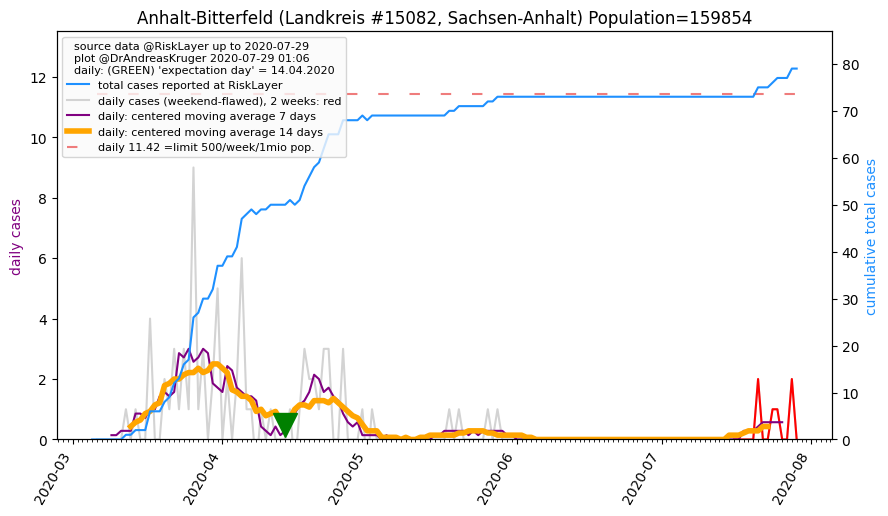 Anhalt-Bitterfeld (Landkreis #15082, Sachsen-Anhalt) Population=159854
source data @RiskLayer up to 2020-07-29
plot @DrAndreasKruger 2020-07-29 01:06
daily: (GREEN) 'expectation day' = 14.04.2020
total cases reported at RiskLayer
daily cases (weekend-flawed), 2 weeks: red
daily: centered moving average 7 days
daily: centered moving average 14 days
daily 11.42 =limit 500/week/1mio pop.
daily cases
12
10
8
6
4
2
0
cumulative total cases
80
70
60
50
40
30
20
10
0
2020-03
2020-04
2020-05
2020-06
2020-07
2020-08